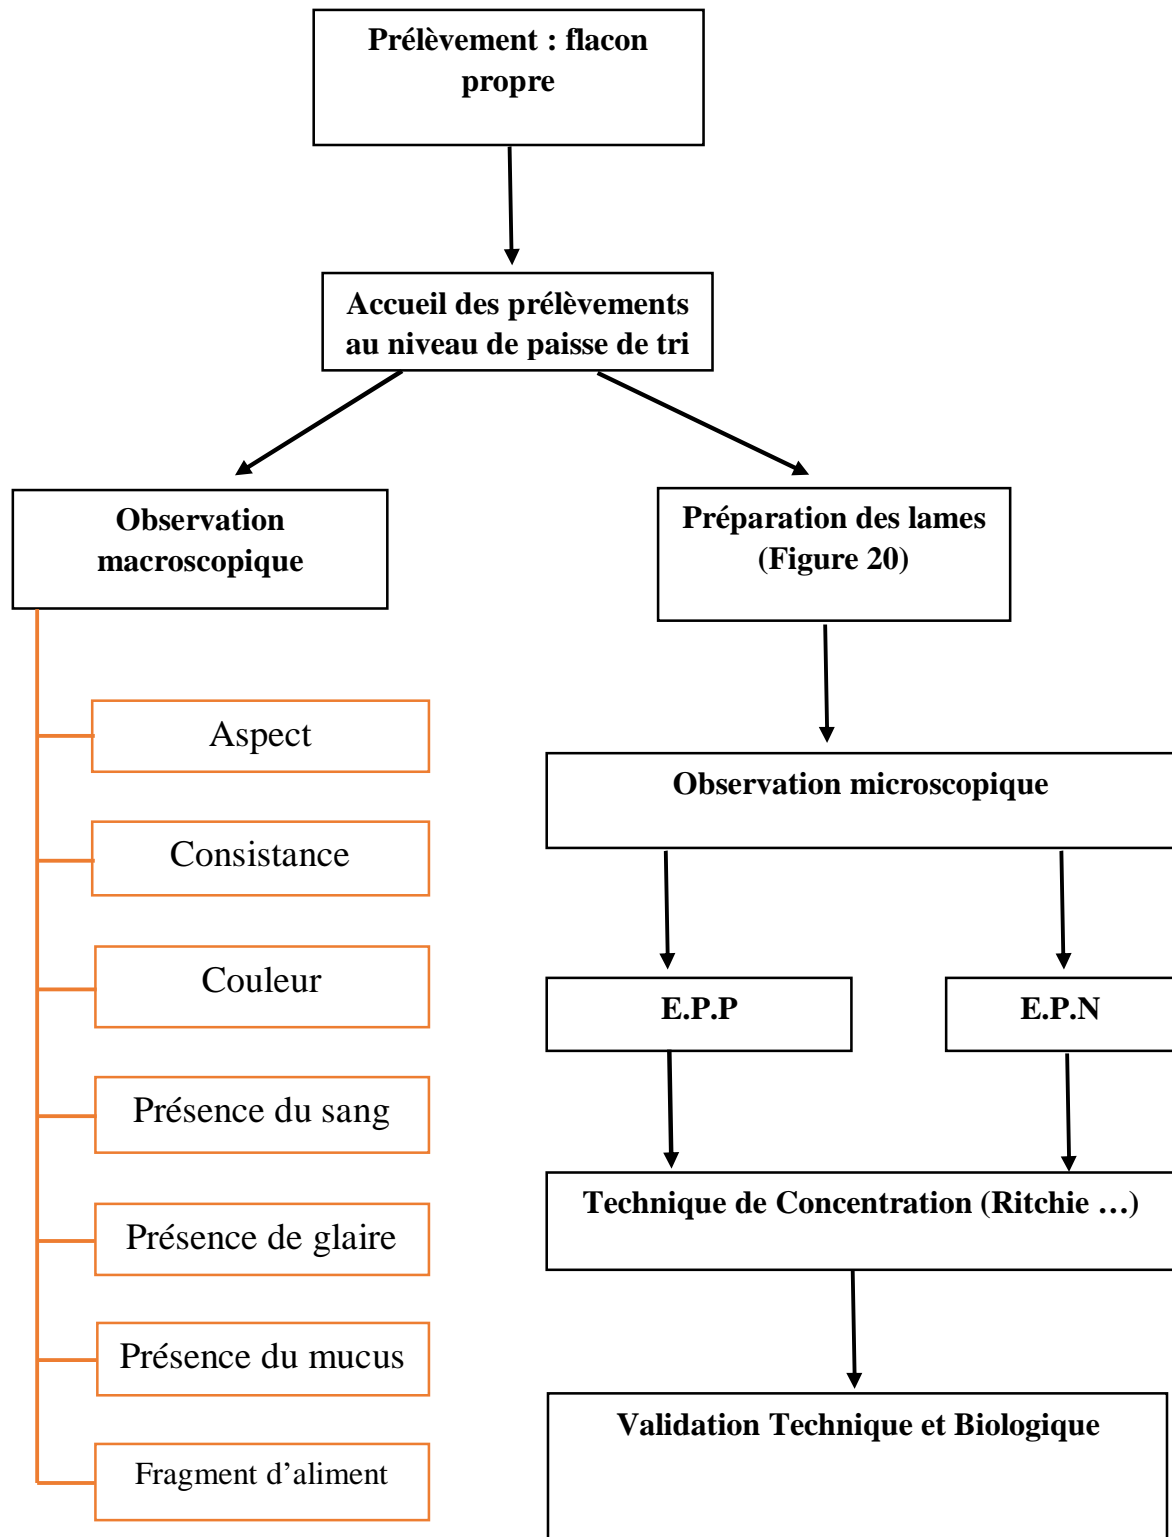 Prélèvement : flacon
propre
Accueil des prélèvements
au niveau de paisse de tri
Observation
macroscopique
Aspect
Consistance
Couleur
Présence du sang
Présence de glaire
Présence du mucus
Fragment d’aliment
Préparation des lames
(Figure 20)
Observation microscopique
E.P.P
E.P.N
Technique de Concentration (Ritchie …)
Validation Technique et Biologique